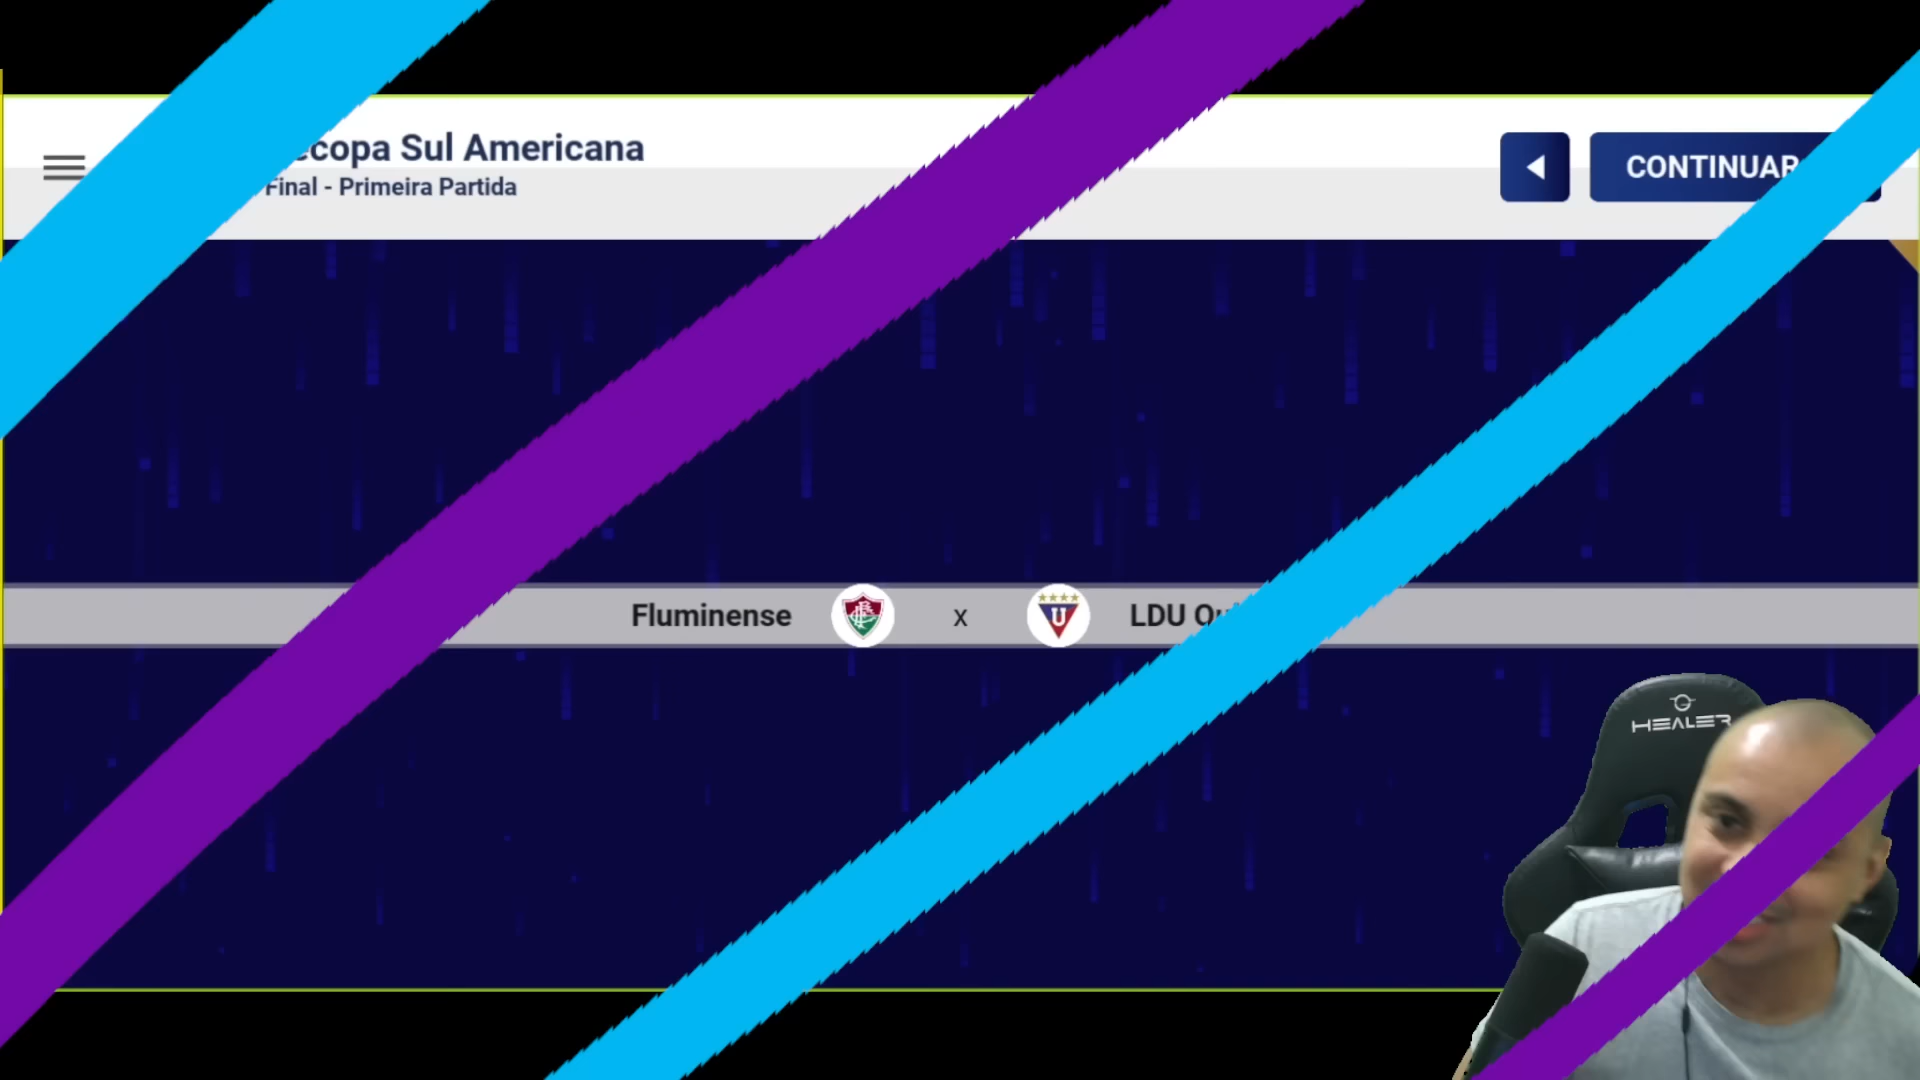 copa Sul Americana
Final - Primeira Partida
CONTINUAR
Fluminense x LDU
U
HEALER